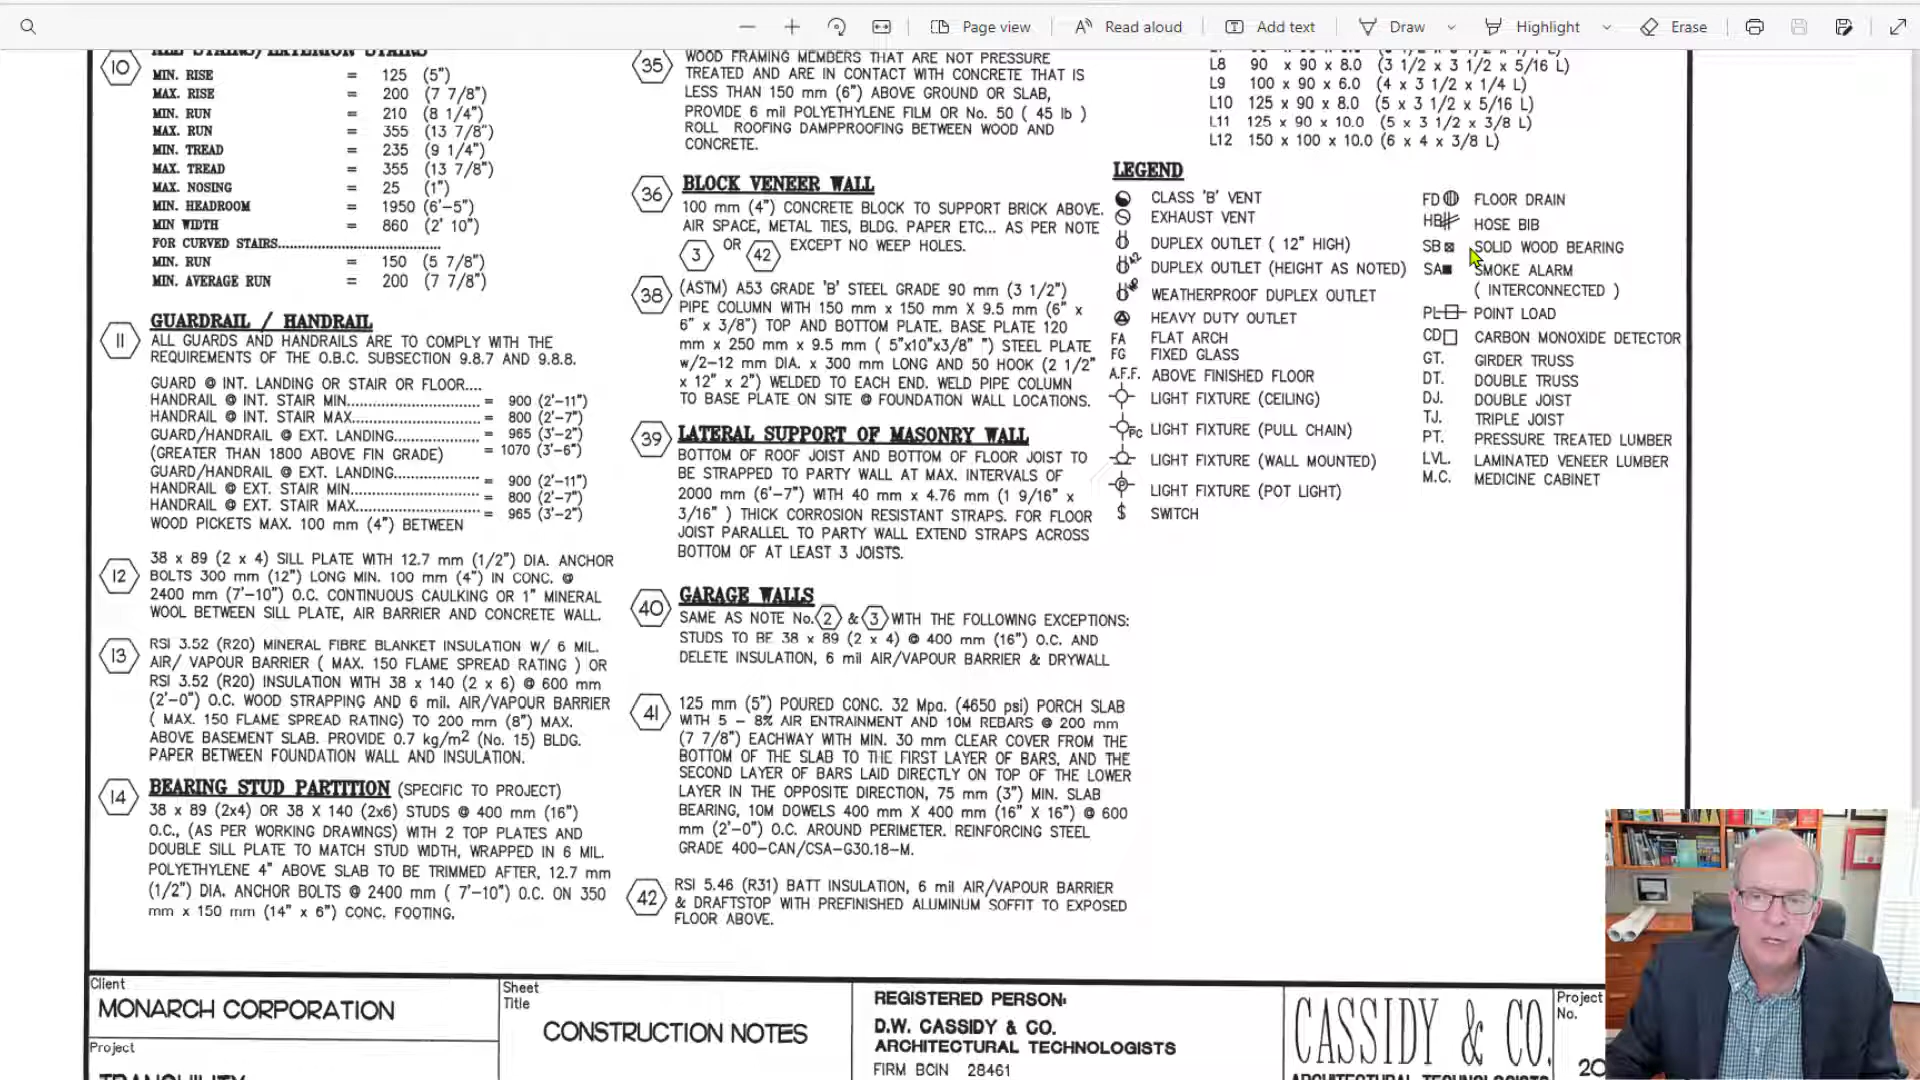 Page view
Read aloud
Add text
Draw
Highlight
Erase
10
ALL STAIRS/EXTERIOR STAIRS
MIN. RISE = 125 (5")
MAX. RISE = 200 (7 7/8")
MIN. RUN = 210 (8 1/4")
MAX. RUN = 355 (13 7/8")
MIN. TREAD = 235 (9 1/4")
MAX. TREAD = 355 (13 7/8")
MAX. NOSING = 25 (1")
MIN. HEADROOM = 1950 (6'-5")
MIN WIDTH = 860 (2' 10")
FOR CURVED STAIRS
MIN. RUN = 150 (5 7/8")
MIN. AVERAGE RUN = 200 (7 7/8")
11
GUARDRAIL / HANDRAIL
ALL GUARDS AND HANDRAILS ARE TO COMPLY WITH THE
REQUIREMENTS OF THE O.B.C. SUBSECTION 9.8.7 AND 9.8.8.
GUARD @ INT. LANDING OR STAIR OR FLOOR....
HANDRAIL @ INT. STAIR MIN. = 900 (2'-11")
HANDRAIL @ INT. STAIR MAX. = 800 (2'-7")
GUARD/HANDRAIL @ EXT. LANDING = 965 (3'-2")
(GREATER THAN 1800 ABOVE FIN GRADE) = 1070 (3'-6")
GUARD/HANDRAIL @ EXT. LANDING = 900 (2'-11")
HANDRAIL @ EXT. STAIR MIN = 800 (2'-7")
HANDRAIL @ EXT. STAIR MAX = 965 (3'-2")
WOOD PICKETS MAX. 100 mm (4") BETWEEN
12
38 x 89 (2 x 4) SILL PLATE WITH 12.7 mm (1/2") DIA. ANCHOR
BOLTS 300 mm (12") LONG MIN. 100 mm (4") IN CONC. @
2400 mm (7'-10") O.C. CONTINUOUS CAULKING OR 1" MINERAL
WOOL BETWEEN SILL PLATE, AIR BARRIER AND CONCRETE WALL.
13
RSI 3.52 (R20) MINERAL FIBRE BLANKET INSULATION W/ 6 MIL.
AIR/ VAPOUR BARRIER ( MAX. 150 FLAME SPREAD RATING ) OR
RSI 3.52 (R20) INSULATION WITH 38 x 140 (2 x 6) @ 600 mm
(2'-0") O.C. WOOD STRAPPING AND 6 mil. AIR/VAPOUR BARRIER
( MAX. 150 FLAME SPREAD RATING) TO 200 mm (8") MAX.
ABOVE BASEMENT SLAB. PROVIDE 0.7 kg/m2 (No. 15) BLDG.
PAPER BETWEEN FOUNDATION WALL AND INSULATION.
14
BEARING STUD PARTITION (SPECIFIC TO PROJECT)
38 x 89 (2x4) OR 38 X 140 (2x6) STUDS @ 400 mm (16")
O.C., (AS PER WORKING DRAWINGS) WITH 2 TOP PLATES AND
DOUBLE SILL PLATE TO MATCH STUD WIDTH, WRAPPED IN 6 MIL.
POLYETHYLENE 4" ABOVE SLAB TO BE TRIMMED AFTER, 12.7 mm
(1/2") DIA. ANCHOR BOLTS @ 2400 mm ( 7'-10") O.C. ON 350
mm x 150 mm (14" x 6") CONC. FOOTING.
35
WOOD FRAMING MEMBERS THAT ARE NOT PRESSURE
TREATED AND ARE IN CONTACT WITH CONCRETE THAT IS
LESS THAN 150 mm (6") ABOVE GROUND OR SLAB,
PROVIDE 6 mil POLYETHYLENE FILM OR No. 50 ( 45 lb )
ROLL ROOFING DAMPPROOFING BETWEEN WOOD AND
CONCRETE.
36
BLOCK VENEER WALL
100 mm (4") CONCRETE BLOCK TO SUPPORT BRICK ABOVE.
AIR SPACE, METAL TIES, BLDG. PAPER ETC... AS PER NOTE
3 OR 42 EXCEPT NO WEEP HOLES.
38
(ASTM) A53 GRADE 'B' STEEL GRADE 90 mm (3 1/2")
PIPE COLUMN WITH 150 mm x 150 MM X 9.5 mm (6" x
6" x 3/8") TOP AND BOTTOM PLATE. BASE PLATE 120
mm x 250 mm x 9.5 mm ( 5"x10"x3/8" ") STEEL PLATE
w/2-12 mm DIA. x 300 mm LONG AND 50 HOOK (2 1/2"
x 12" x 2") WELDED TO EACH END. WELD PIPE COLUMN
TO BASE PLATE ON SITE @ FOUNDATION WALL LOCATIONS.
39
LATERAL SUPPORT OF MASONRY WALL
BOTTOM OF ROOF JOIST AND BOTTOM OF FLOOR JOIST TO
BE STRAPPED TO PARTY WALL AT MAX. INTERVALS OF
2000 mm (6'-7") WITH 40 mm x 4.76 mm (1 9/16" x
3/16" ) THICK CORROSION RESISTANT STRAPS. FOR FLOOR
JOIST PARALLEL TO PARTY WALL EXTEND STRAPS ACROSS
BOTTOM OF AT LEAST 3 JOISTS.
40
GARAGE WALLS
SAME AS NOTE No. 2 & 3 WITH THE FOLLOWING EXCEPTIONS:
STUDS TO BE 38 x 89 (2 x 4) @ 400 mm (16") O.C. AND
DELETE INSULATION, 6 mil AIR/VAPOUR BARRIER & DRYWALL
41
125 mm (5") POURED CONC. 32 Mpa. (4650 psi) PORCH SLAB
WITH 5 - 8% AIR ENTRAINMENT AND 10M REBARS @ 200 mm
(7 7/8") EACHWAY WITH MIN. 30 mm CLEAR COVER FROM THE
BOTTOM OF THE SLAB TO THE FIRST LAYER OF BARS, AND THE
SECOND LAYER OF BARS LAID DIRECTLY ON TOP OF THE LOWER
LAYER IN THE OPPOSITE DIRECTION, 75 mm (3") MIN. SLAB
BEARING, 10M DOWELS 400 mm X 400 mm (16" X 16") @ 600
mm (2'-0") O.C. AROUND PERIMETER. REINFORCING STEEL
GRADE 400-CAN/CSA-G30.18-M.
42
RSI 5.46 (R31) BATT INSULATION, 6 mil AIR/VAPOUR BARRIER
& DRAFTSTOP WITH PREFINISHED ALUMINUM SOFFIT TO EXPOSED
FLOOR ABOVE.
L8 90 x 90 x 8.0 (3 1/2 x 3 1/2 x 5/16 L)
L9 100 x 90 x 6.0 (4 x 3 1/2 x 1/4 L)
L10 125 x 90 x 8.0 (5 x 3 1/2 x 5/16 L)
L11 125 x 90 x 10.0 (5 x 3 1/2 x 3/8 L)
L12 150 x 100 x 10.0 (6 x 4 x 3/8 L)
LEGEND
CLASS 'B' VENT
EXHAUST VENT
DUPLEX OUTLET ( 12" HIGH)
DUPLEX OUTLET (HEIGHT AS NOTED)
WEATHERPROOF DUPLEX OUTLET
HEAVY DUTY OUTLET
FA FLAT ARCH
FG FIXED GLASS
A.F.F. ABOVE FINISHED FLOOR
LIGHT FIXTURE (CEILING)
PC LIGHT FIXTURE (PULL CHAIN)
LIGHT FIXTURE (WALL MOUNTED)
P LIGHT FIXTURE (POT LIGHT)
$ SWITCH
FD FLOOR DRAIN
HB HOSE BIB
SB SOLID WOOD BEARING
SA SMOKE ALARM
( INTERCONNECTED )
PL POINT LOAD
CD CARBON MONOXIDE DETECTOR
GT. GIRDER TRUSS
DT. DOUBLE TRUSS
DJ. DOUBLE JOIST
TJ. TRIPLE JOIST
PT. PRESSURE TREATED LUMBER
LVL. LAMINATED VENEER LUMBER
M.C. MEDICINE CABINET
Client
MONARCH CORPORATION
Project
TRANQUILITY
Sheet
Title
CONSTRUCTION NOTES
REGISTERED PERSON:
D.W. CASSIDY & CO.
ARCHITECTURAL TECHNOLOGISTS
FIRM BCIN 28461
CASSIDY & CO.
ARCHITECTURAL TECHNOLOGISTS
Project
No.
20